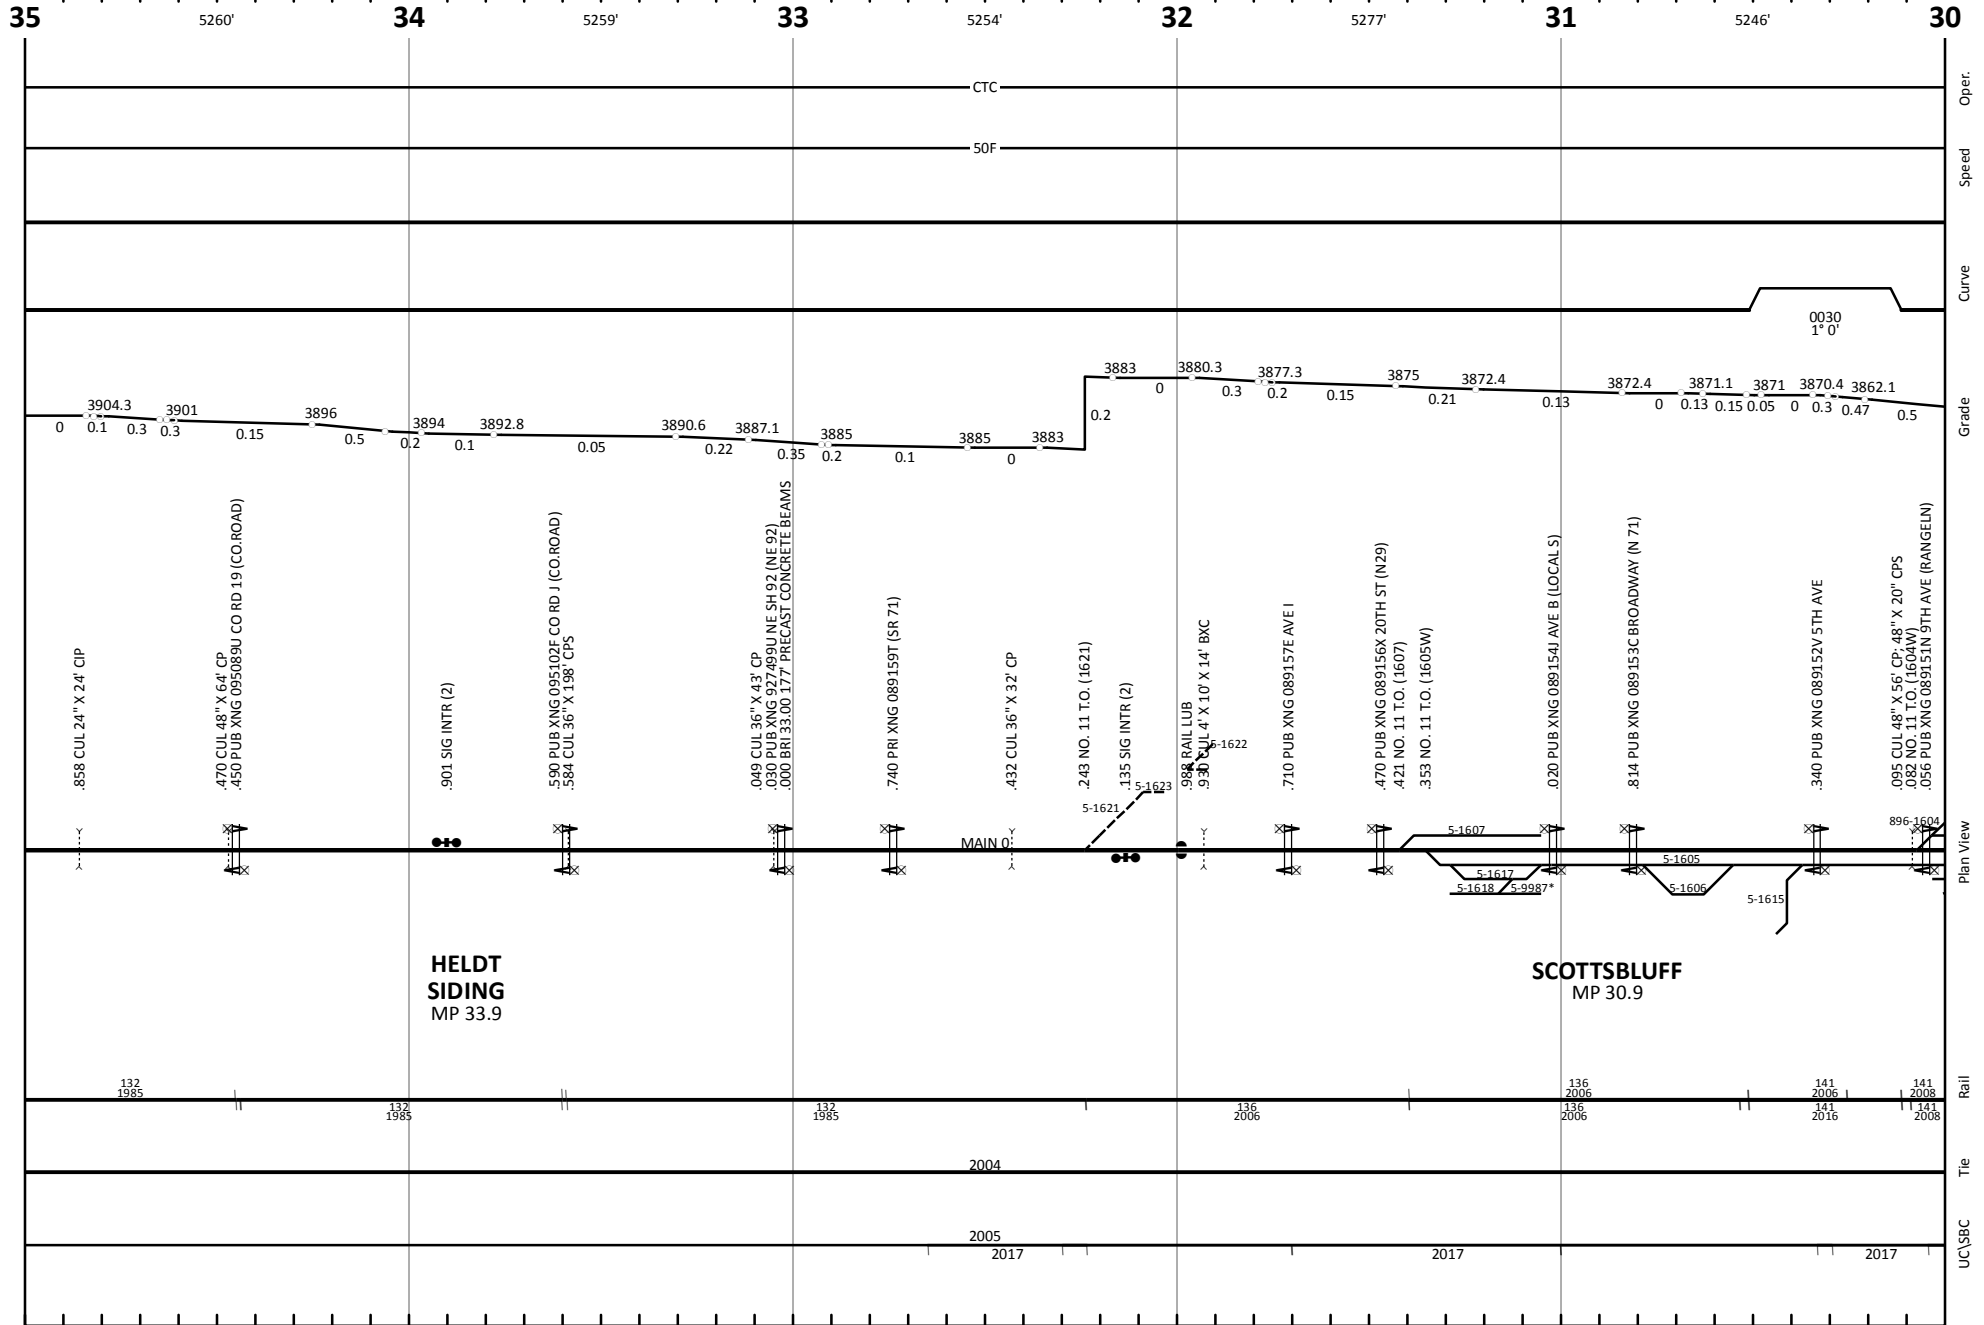 35
5260'
34
5259'
33
5254'
32
5277'
31
5246'
30
CTC
Oper.
50F
Speed
Curve
0030
1° 0'
3904.3
3901
3896
3894
3892.8
3890.6
3887.1
3885
3885
3883
3883
3880.3
3877.3
3875
3872.4
3872.4
3871.1
3871
3870.4
3862.1
0
0.1
0.3
0.3
0.15
0.5
0.2
0.1
0.05
0.22
0.35
0.2
0.1
0
0.2
0
0.3
0.2
0.15
0.21
0.13
0
0.13
0.15
0.05
0
0.3
0.47
0.5
Grade
.858 CUL 24" X 24' CIP
.470 CUL 48" X 64' CP
.450 PUB XNG 095089U CO RD 19 (CO.ROAD)
.901 SIG INTR (2)
.590 PUB XNG 095102F CO RD J (CO.ROAD)
.584 CUL 36" X 198' CPS
.049 CUL 36" X 43' CP
.030 PUB XNG 927499U NE SH 92 (NE 92)
.000 BRI 33.00 177' PRECAST CONCRETE BEAMS
.740 PRI XNG 089159T (SR 71)
.432 CUL 36" X 32' CP
.243 NO. 11 T.O. (1621)
.135 SIG INTR (2)
.988 RAIL LUB
.930 CUL 4' X 10' X 14' BXC
.710 PUB XNG 089157E AVE I
.470 PUB XNG 089156X 20TH ST (N29)
.421 NO. 11 T.O. (1607)
.353 NO. 11 T.O. (1605W)
.020 PUB XNG 089154J AVE B (LOCAL S)
.814 PUB XNG 089153C BROADWAY (N 71)
.340 PUB XNG 089152V 5TH AVE
.095 CUL 48" X 56' CP; 48" X 20" CPS
.082 NO. 11 T.O. (1604W)
.056 PUB XNG 089151N 9TH AVE (RANGELN)
5-1622
5-1623
5-1621
MAIN 0
5-1607
896-1604
5-1605
5-1617
5-1618
5-9987*
5-1606
5-1615
Plan View
HELDT
SIDING
MP 33.9
SCOTTSBLUFF
MP 30.9
132
1985
132
1985
132
1985
136
2006
136
2006
136
2006
141
2006
141
2016
141
2008
141
2008
Rail
2004
Tie
2005
2017
2017
2017
UC\SBC